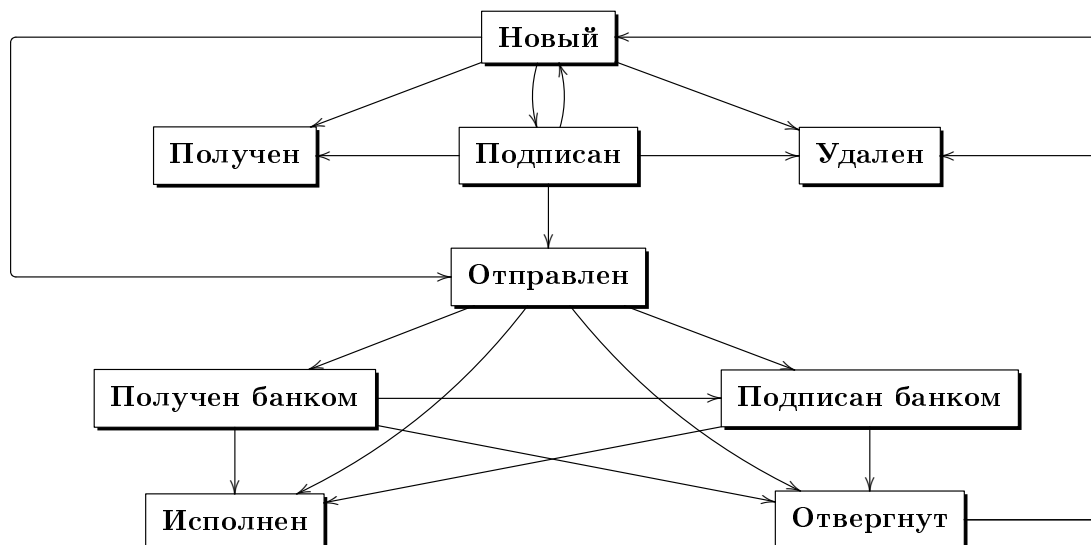 Новый
Получен
Подписан
Удален
Отправлен
Получен банком
Подписан банком
Исполнен
Отвергнут